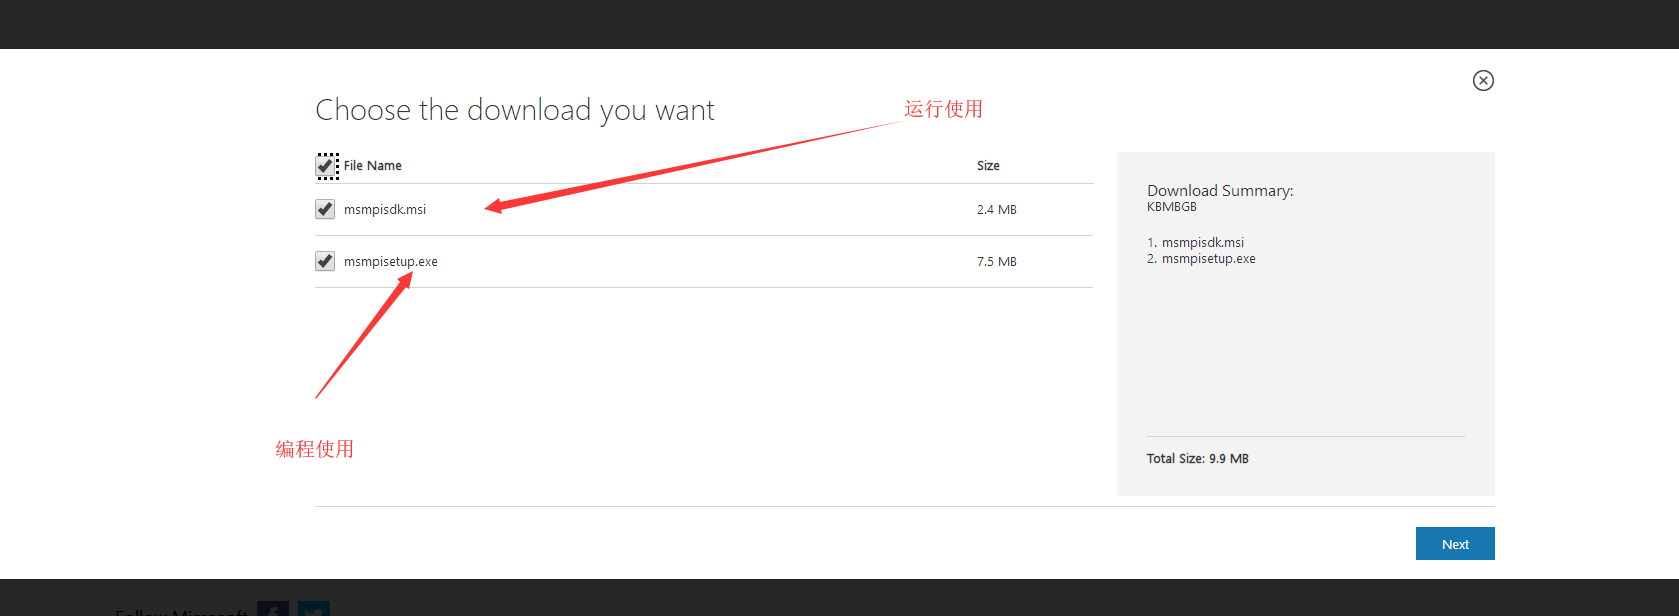 Choose the download you want
运行使用
File Name
Size
msmpisdk.msi
2.4 MB
msmpisetup.exe
7.5 MB
编程使用
Download Summary:
KBMBGB
1. msmpisdk.msi
2. msmpisetup.exe
Total Size: 9.9 MB
Next
Follow Microsoft